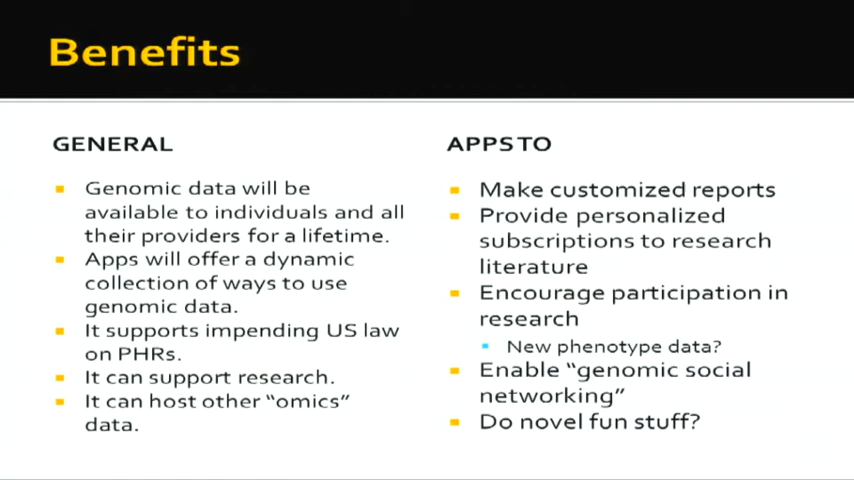 Benefits
GENERAL
Genomic data will be
available to individuals and all
their providers for a lifetime.
Apps will offer a dynamic
collection of ways to use
genomic data.
It supports impending US law
on PHRs.
It can support research.
It can host other “omics”
data.
APPS TO
Make customized reports
Provide personalized
subscriptions to research
literature
Encourage participation in
research
New phenotype data?
Enable “genomic social
networking”
Do novel fun stuff?